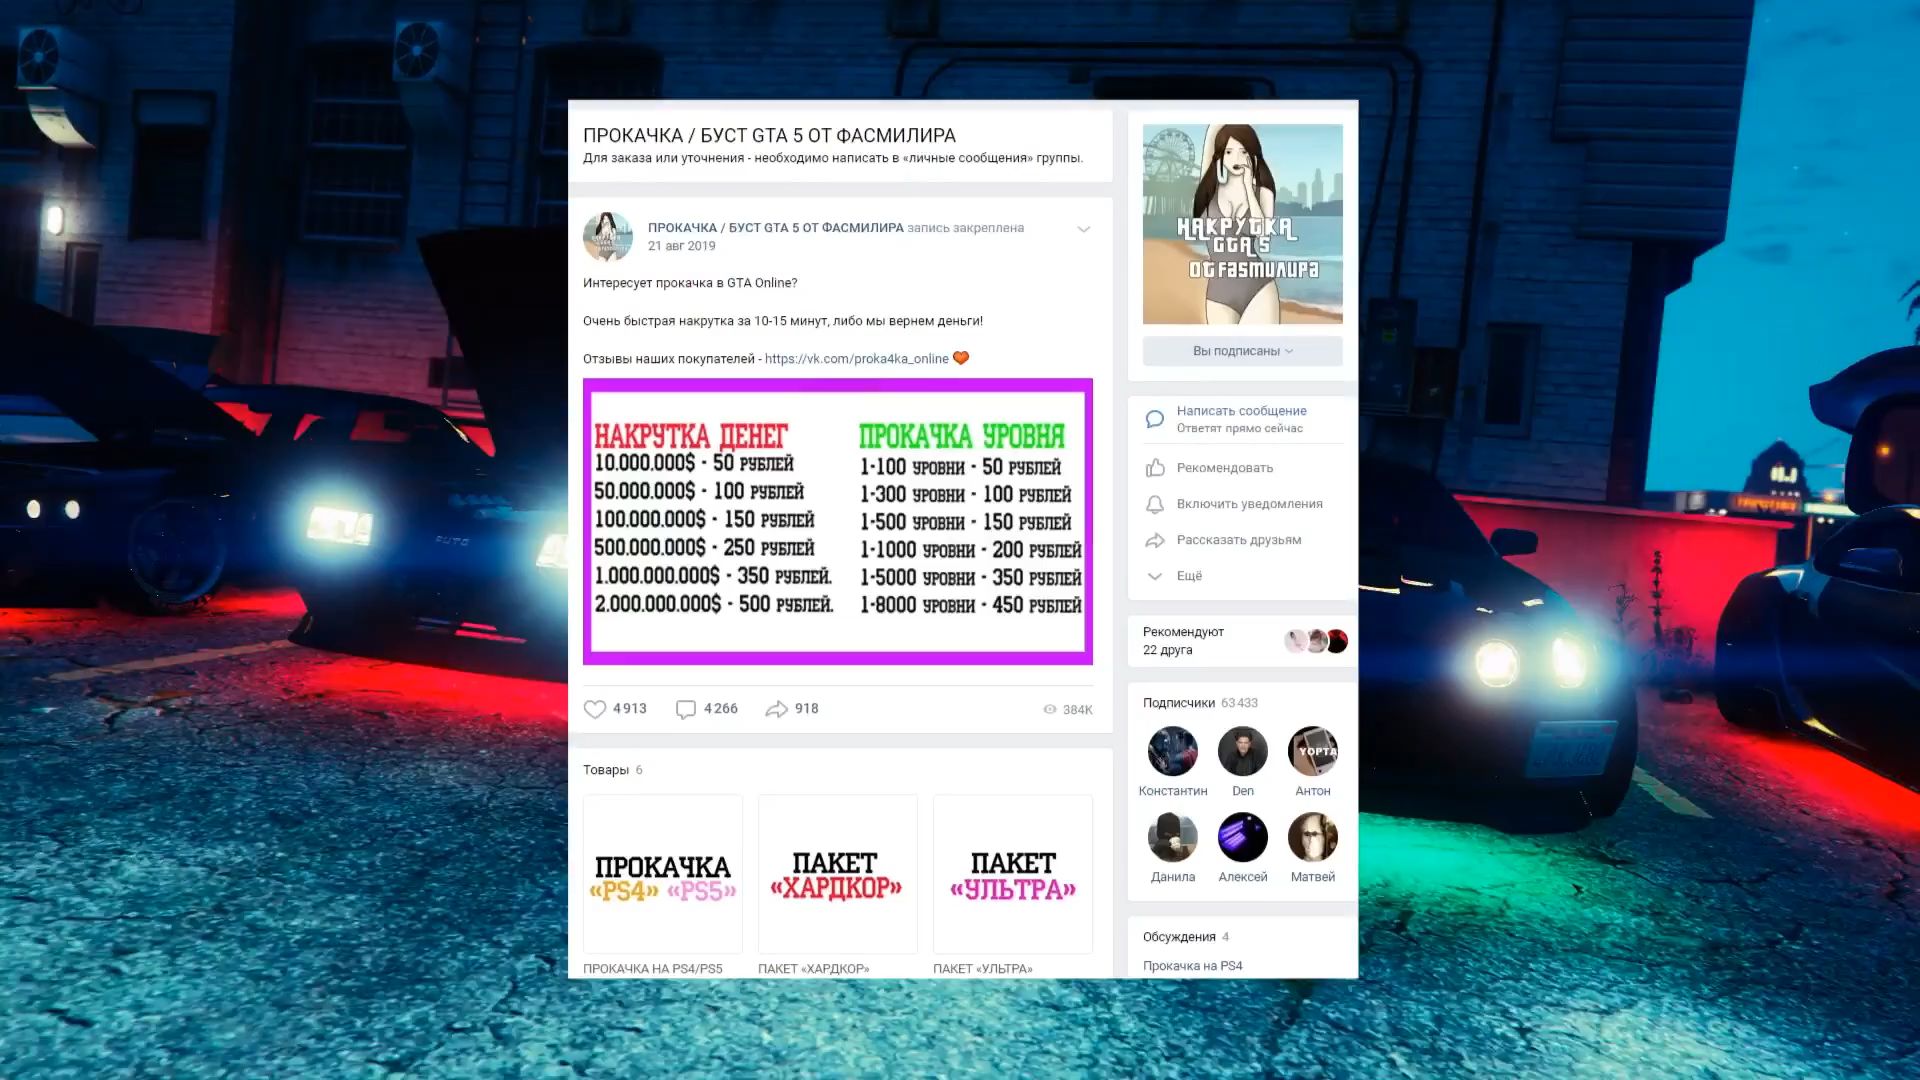 ПРОКАЧКА / БУСТ GTA 5 ОТ ФАСМИЛИРА
Для заказа или уточнения - необходимо написать в «личные сообщения» группы.
ПРОКАЧКА / БУСТ GTA 5 ОТ ФАСМИЛИРА запись закреплена
21 авг 2019
Интересует прокачка в GTA Online?
Очень быстрая накрутка за 10-15 минут, либо мы вернем деньги!
Отзывы наших покупателей - https://vk.com/proka4ka_online
НАКРУТКА ДЕНЕГ
10.000.000$ - 50 РУБЛЕЙ
50.000.000$ - 100 РУБЛЕЙ
100.000.000$ - 150 РУБЛЕЙ
500.000.000$ - 250 РУБЛЕЙ
1.000.000.000$ - 350 РУБЛЕЙ.
2.000.000.000$ - 500 РУБЛЕЙ.
ПРОКАЧКА УРОВНЯ
1-100 УРОВНИ - 50 РУБЛЕЙ
1-300 УРОВНИ - 100 РУБЛЕЙ
1-500 УРОВНИ - 150 РУБЛЕЙ
1-1000 УРОВНИ - 200 РУБЛЕЙ
1-5000 УРОВНИ - 350 РУБЛЕЙ
1-8000 УРОВНИ - 450 РУБЛЕЙ
4 913
4 266
918
384K
Товары 6
ПРОКАЧКА
«PS4» «PS5»
ПАКЕТ
«ХАРДКОР»
ПАКЕТ
«УЛЬТРА»
ПРОКАЧКА НА PS4/PS5
ПАКЕТ «ХАРДКОР»
ПАКЕТ «УЛЬТРА»
НАКРУТКА
GTA 5
OT FASMИЛИРА
Вы подписаны
Написать сообщение
Ответят прямо сейчас
Рекомендовать
Включить уведомления
Рассказать друзьям
Ещё
Рекомендуют
22 друга
Подписчики 63 433
YOPTA
Константин
Den
Антон
Данила
Алексей
Матвей
Обсуждения 4
Прокачка на PS4